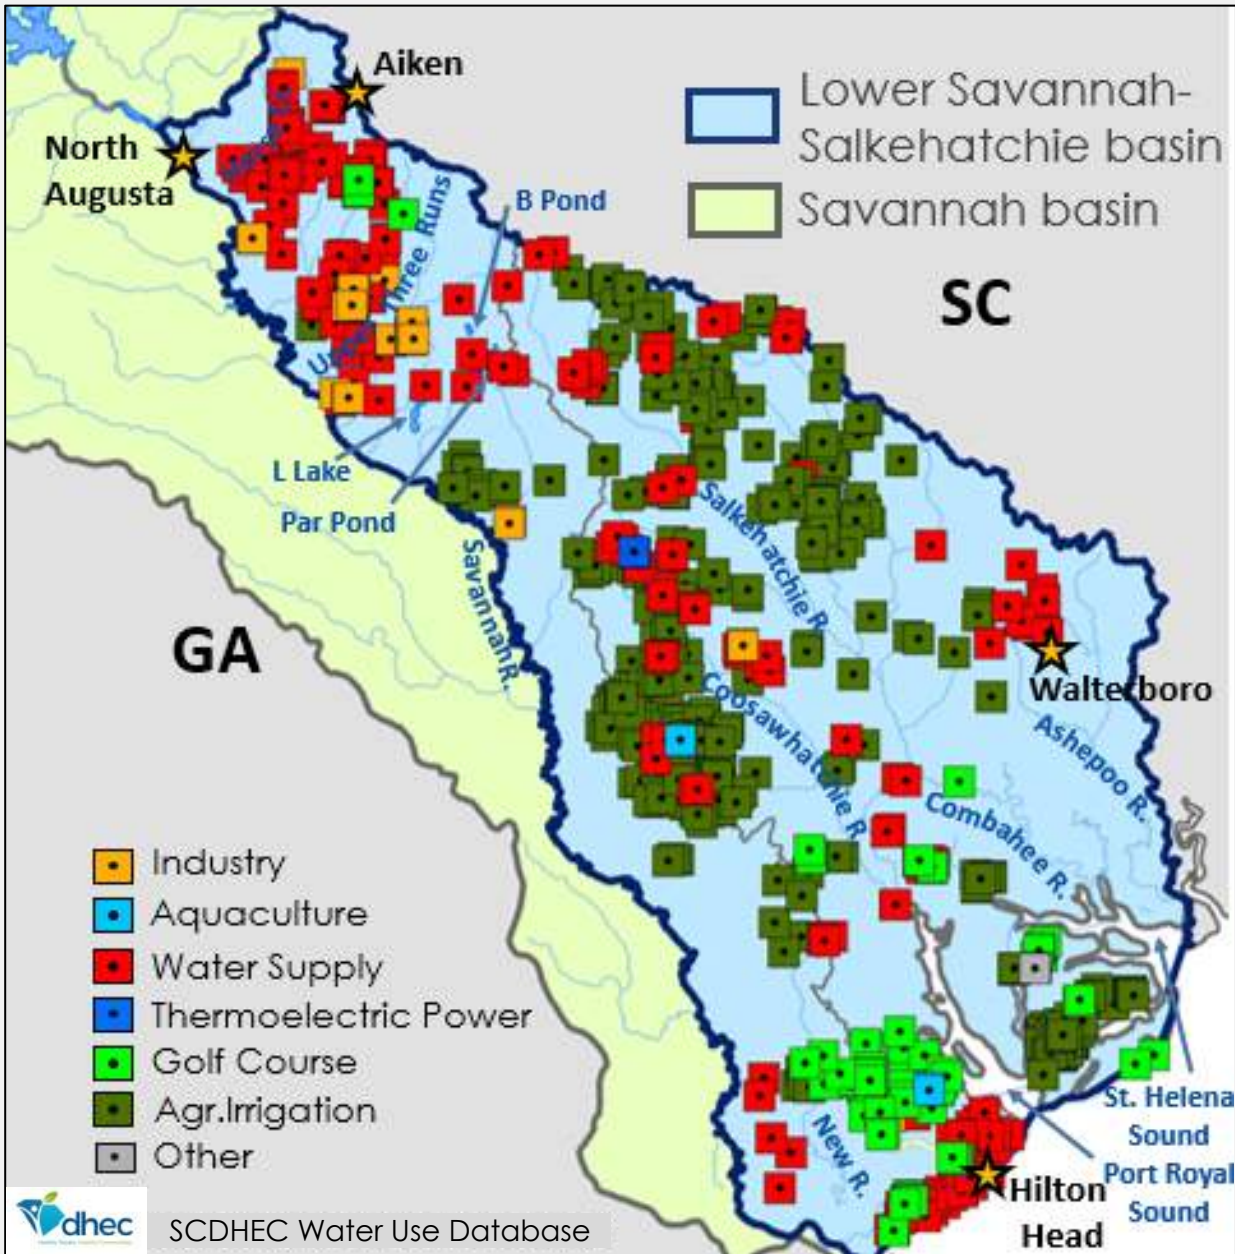 Aiken
North
Augusta
Lower Savannah-
Salkehatchie basin
Savannah basin
B Pond
Upper Three Runs
SC
L Lake
Par Pond
Savannah R.
Salkehatchie R.
GA
Walterboro
Coosawhatchie R.
Ashepoo R.
Combahee R.
Industry
Aquaculture
Water Supply
Thermoelectric Power
Golf Course
Agr.Irrigation
Other
New R.
St. Helena
Sound
Port Royal
Sound
Hilton
Head
dhec
SCDHEC Water Use Database